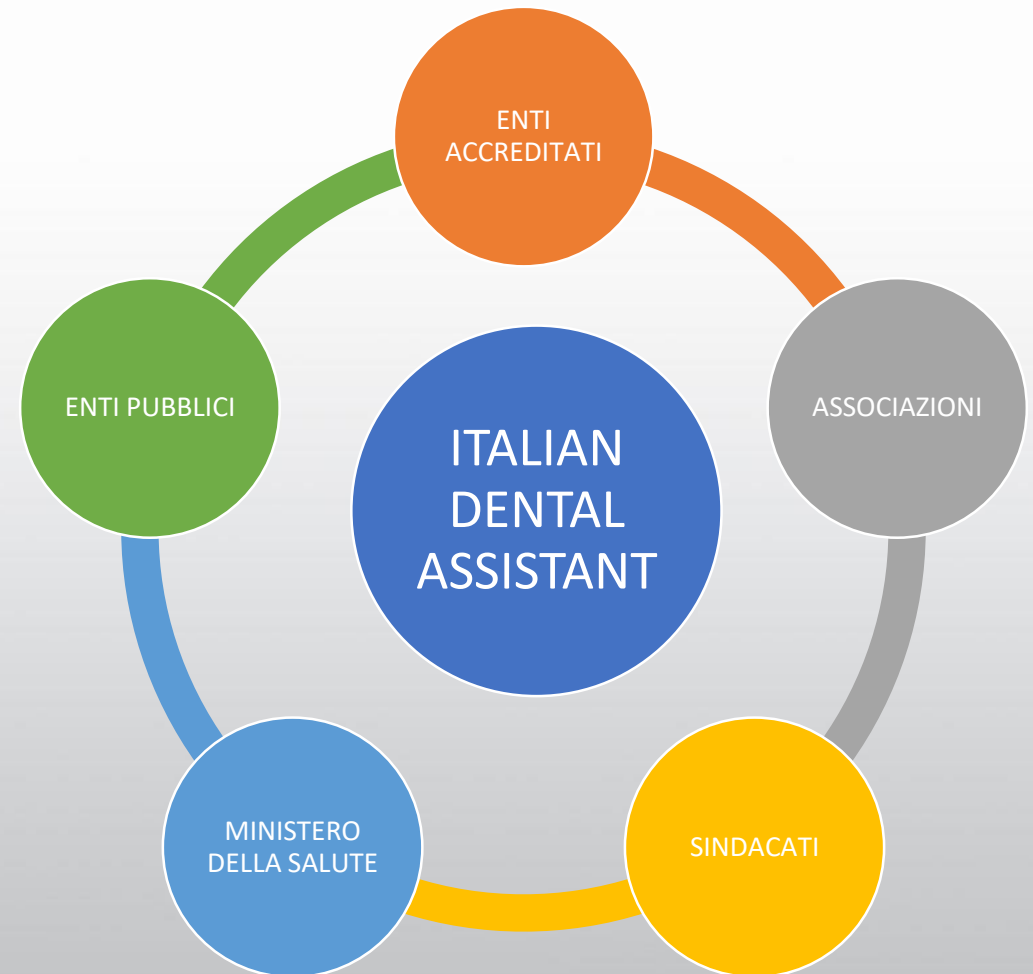 ENTI
ACCREDITATI
ENTI PUBBLICI
ASSOCIAZIONI
ITALIAN
DENTAL
ASSISTANT
MINISTERO
DELLA SALUTE
SINDACATI